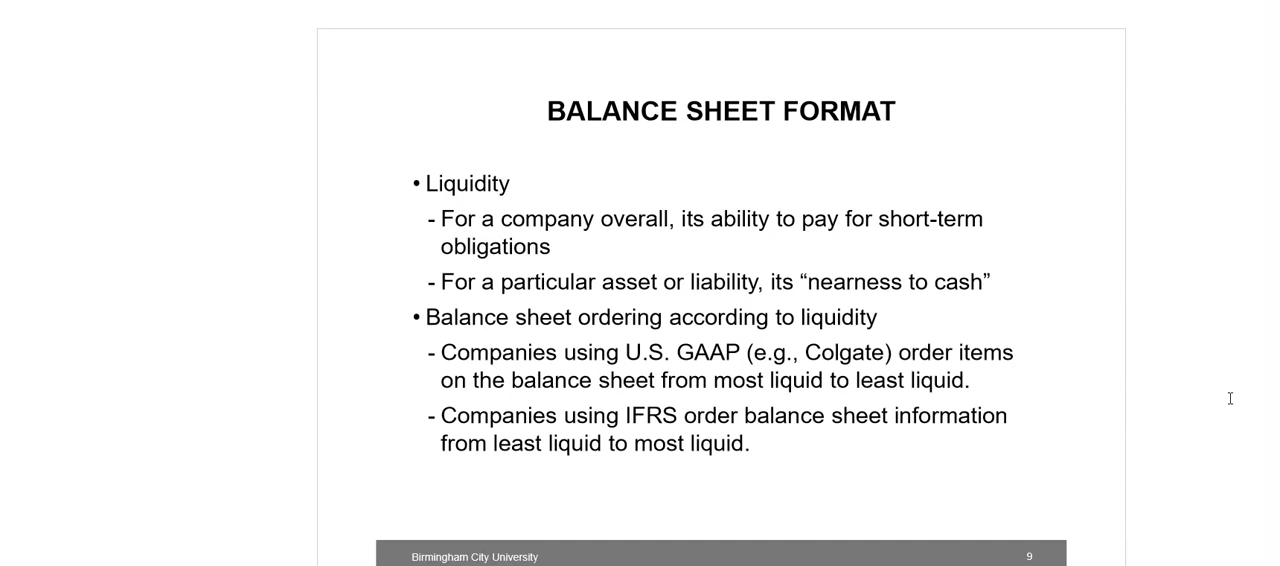 BALANCE SHEET FORMAT
• Liquidity
- For a company overall, its ability to pay for short-term
obligations
- For a particular asset or liability, its “nearness to cash”
• Balance sheet ordering according to liquidity
- Companies using U.S. GAAP (e.g., Colgate) order items
on the balance sheet from most liquid to least liquid.
- Companies using IFRS order balance sheet information
from least liquid to most liquid.
Birmingham City University
9